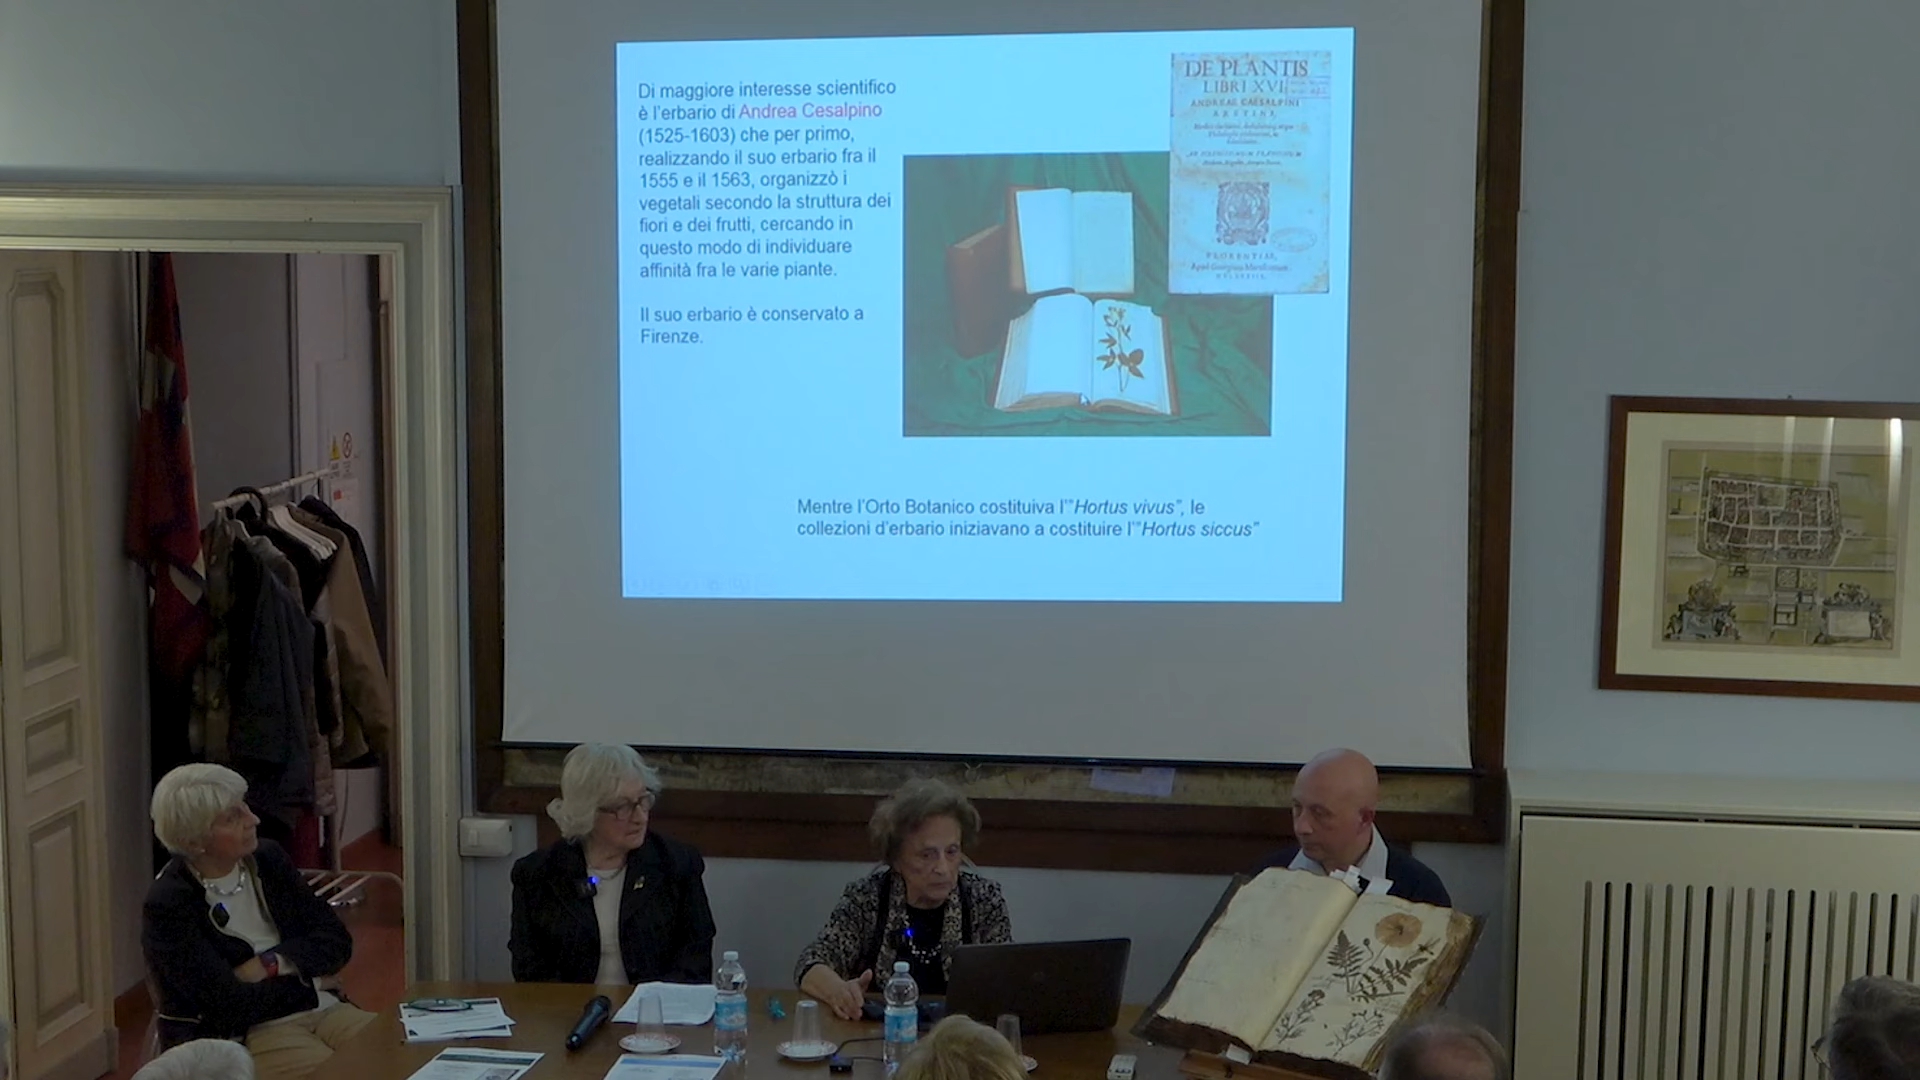 Di maggiore interesse scientifico
è l'erbario di Andrea Cesalpino
(1525-1603) che per primo,
realizzando il suo erbario fra il
1555 e il 1563, organizzò i
vegetali secondo la struttura dei
fiori e dei frutti, cercando in
questo modo di individuare
affinità fra le varie piante.
Il suo erbario è conservato a
Firenze.
DE PLANTIS
LIBRI XVI
ANDREAE CAESALPINI
ARETINI,
FLORENTIAE,
Mentre l'Orto Botanico costituiva l'"Hortus vivus", le
collezioni d'erbario iniziavano a costituire l'"Hortus siccus"